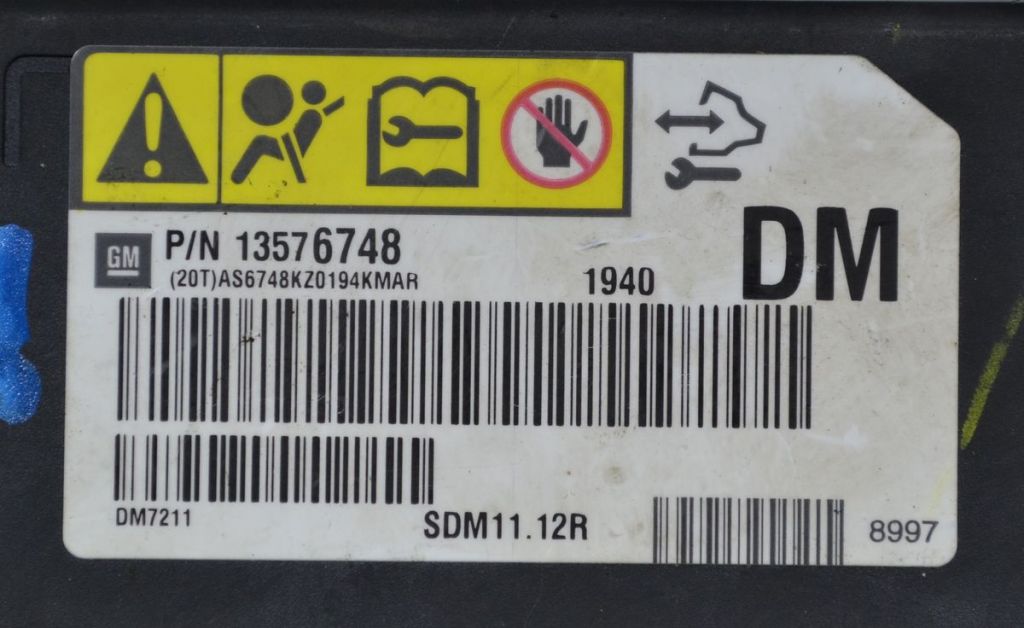 GM P/N 13576748
(20T)AS6748KZ0194KMAR
1940
DM
DM7211
SDM11.12R
8997